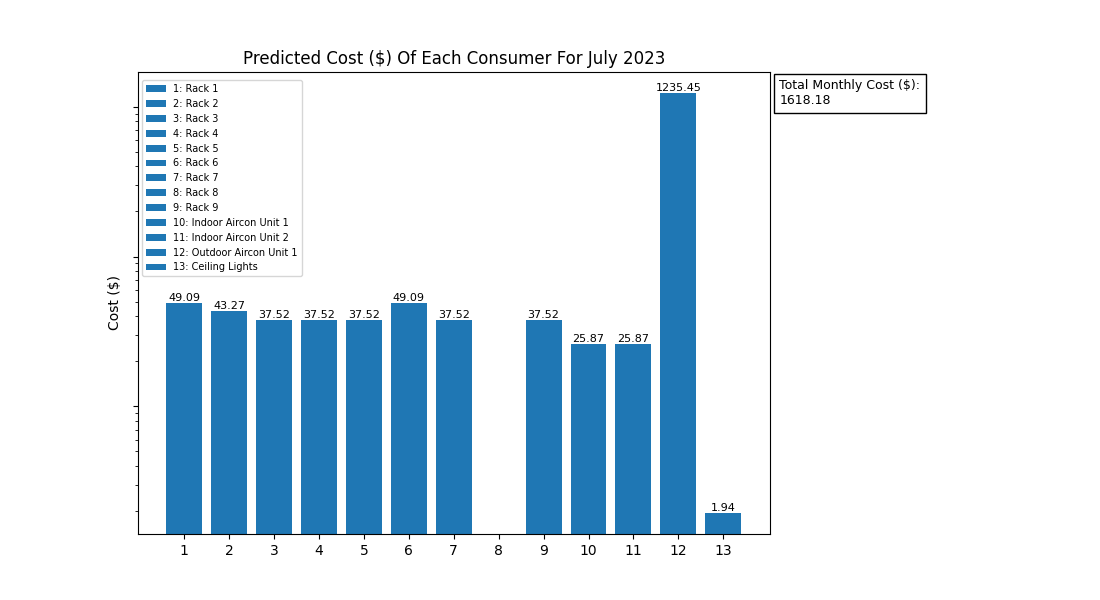 Predicted Cost ($) Of Each Consumer For July 2023
Total Monthly Cost ($):
1618.18
1: Rack 1
2: Rack 2
3: Rack 3
4: Rack 4
5: Rack 5
6: Rack 6
7: Rack 7
8: Rack 8
9: Rack 9
10: Indoor Aircon Unit 1
11: Indoor Aircon Unit 2
12: Outdoor Aircon Unit 1
13: Ceiling Lights
Cost ($)
49.09
43.27
37.52
37.52
37.52
49.09
37.52
37.52
25.87
25.87
1235.45
1.94
1 2 3 4 5 6 7 8 9 10 11 12 13